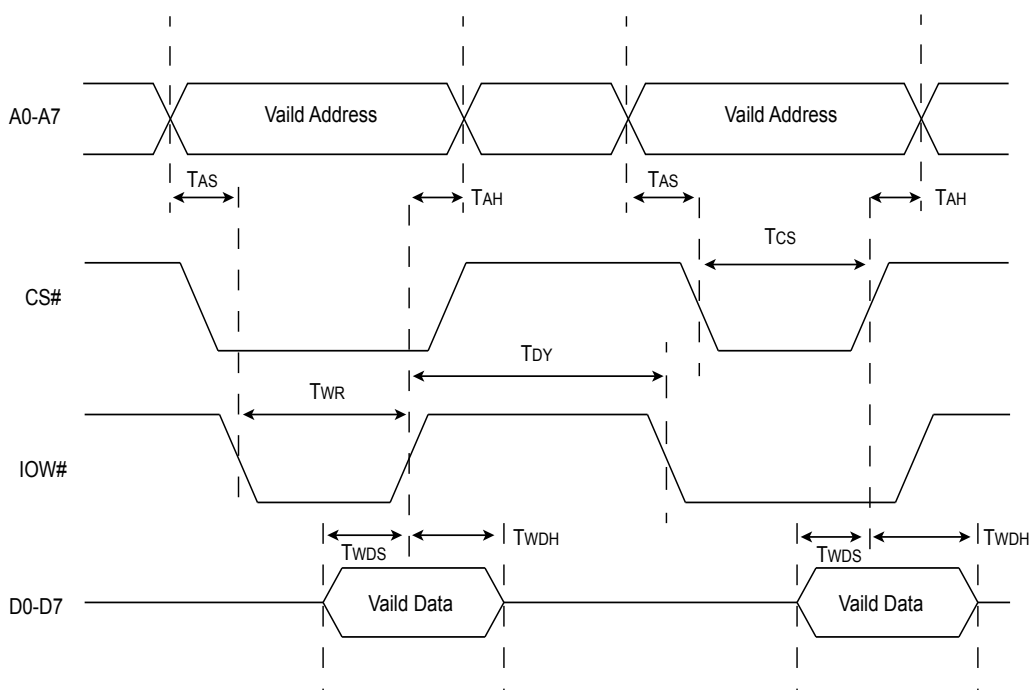 A0-A7
Vaild Address
Vaild Address
TAS
TAH
TAS
TAH
TCS
CS#
TDY
TWR
IOW#
TWDS
TWDH
TWDS
TWDH
D0-D7
Vaild Data
Vaild Data